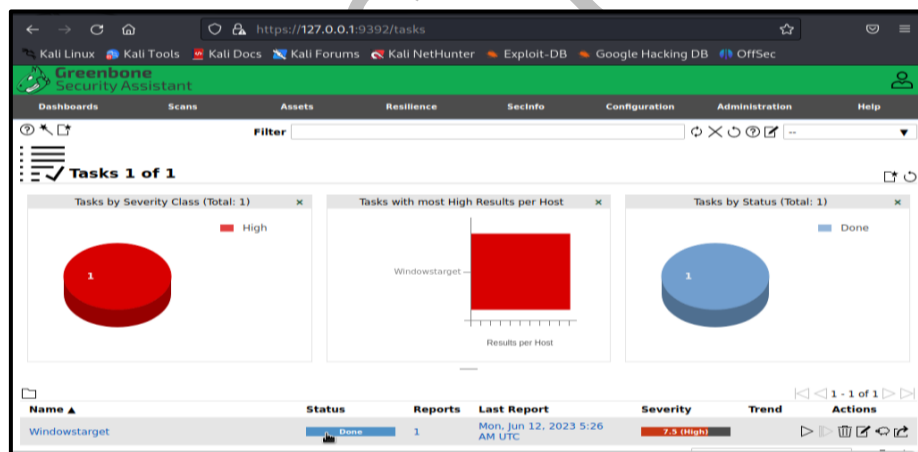 https://127.0.0.1:9392/tasks
Kali Linux Kali Tools Kali Docs Kali Forums Kali NetHunter Exploit-DB Google Hacking DB OffSec
Greenbone
Security Assistant
Dashboards Scans Assets Resilience SecInfo Configuration Administration Help
Filter --
Tasks 1 of 1
Tasks by Severity Class (Total: 1) Tasks with most High Results per Host Tasks by Status (Total: 1)
High Done
Windowstarget
1 1
Results per Host
1 - 1 of 1
Name ▲ Status Reports Last Report Severity Trend Actions
Windowstarget Done 1 Mon, Jun 12, 2023 5:26 7.5 (High)
AM UTC